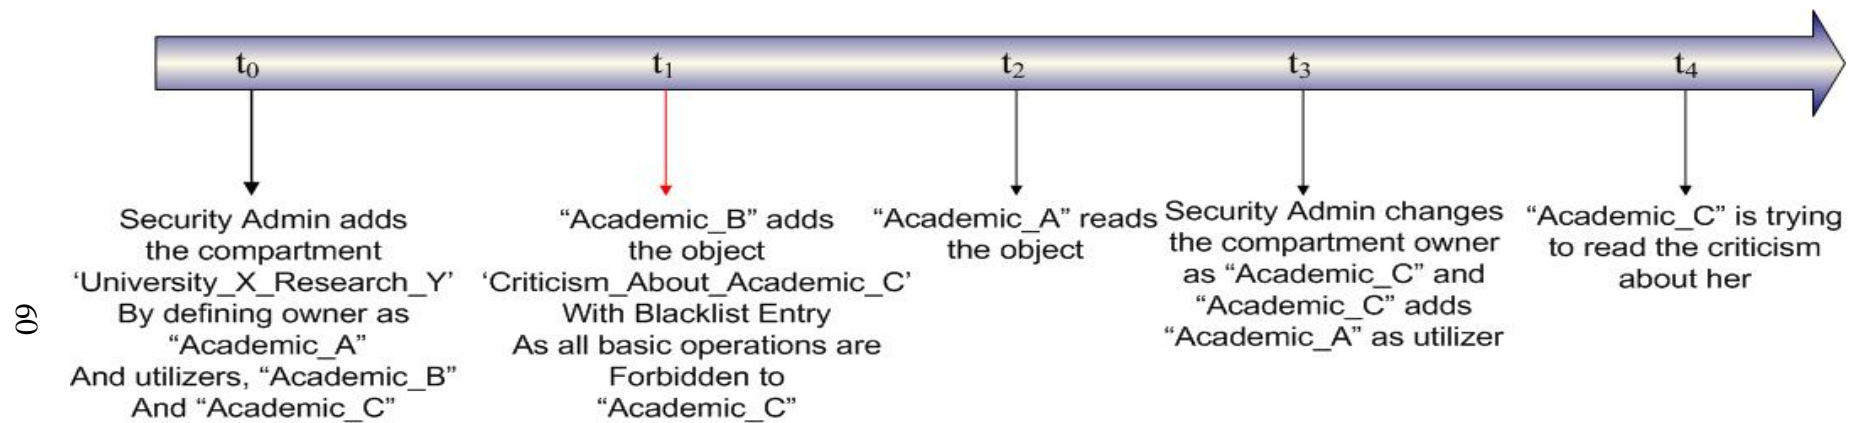 t0
t1
t2
t3
t4
Security Admin adds
the compartment
‘University_X_Research_Y’
By defining owner as
“Academic_A”
And utilizers, “Academic_B”
And “Academic_C”
“Academic_B” adds
the object
‘Criticism_About_Academic_C’
With Blacklist Entry
As all basic operations are
Forbidden to
“Academic_C”
“Academic_A” reads
the object
Security Admin changes
the compartment owner
as “Academic_C” and
“Academic_C” adds
“Academic_A” as utilizer
“Academic_C” is trying
to read the criticism
about her
60